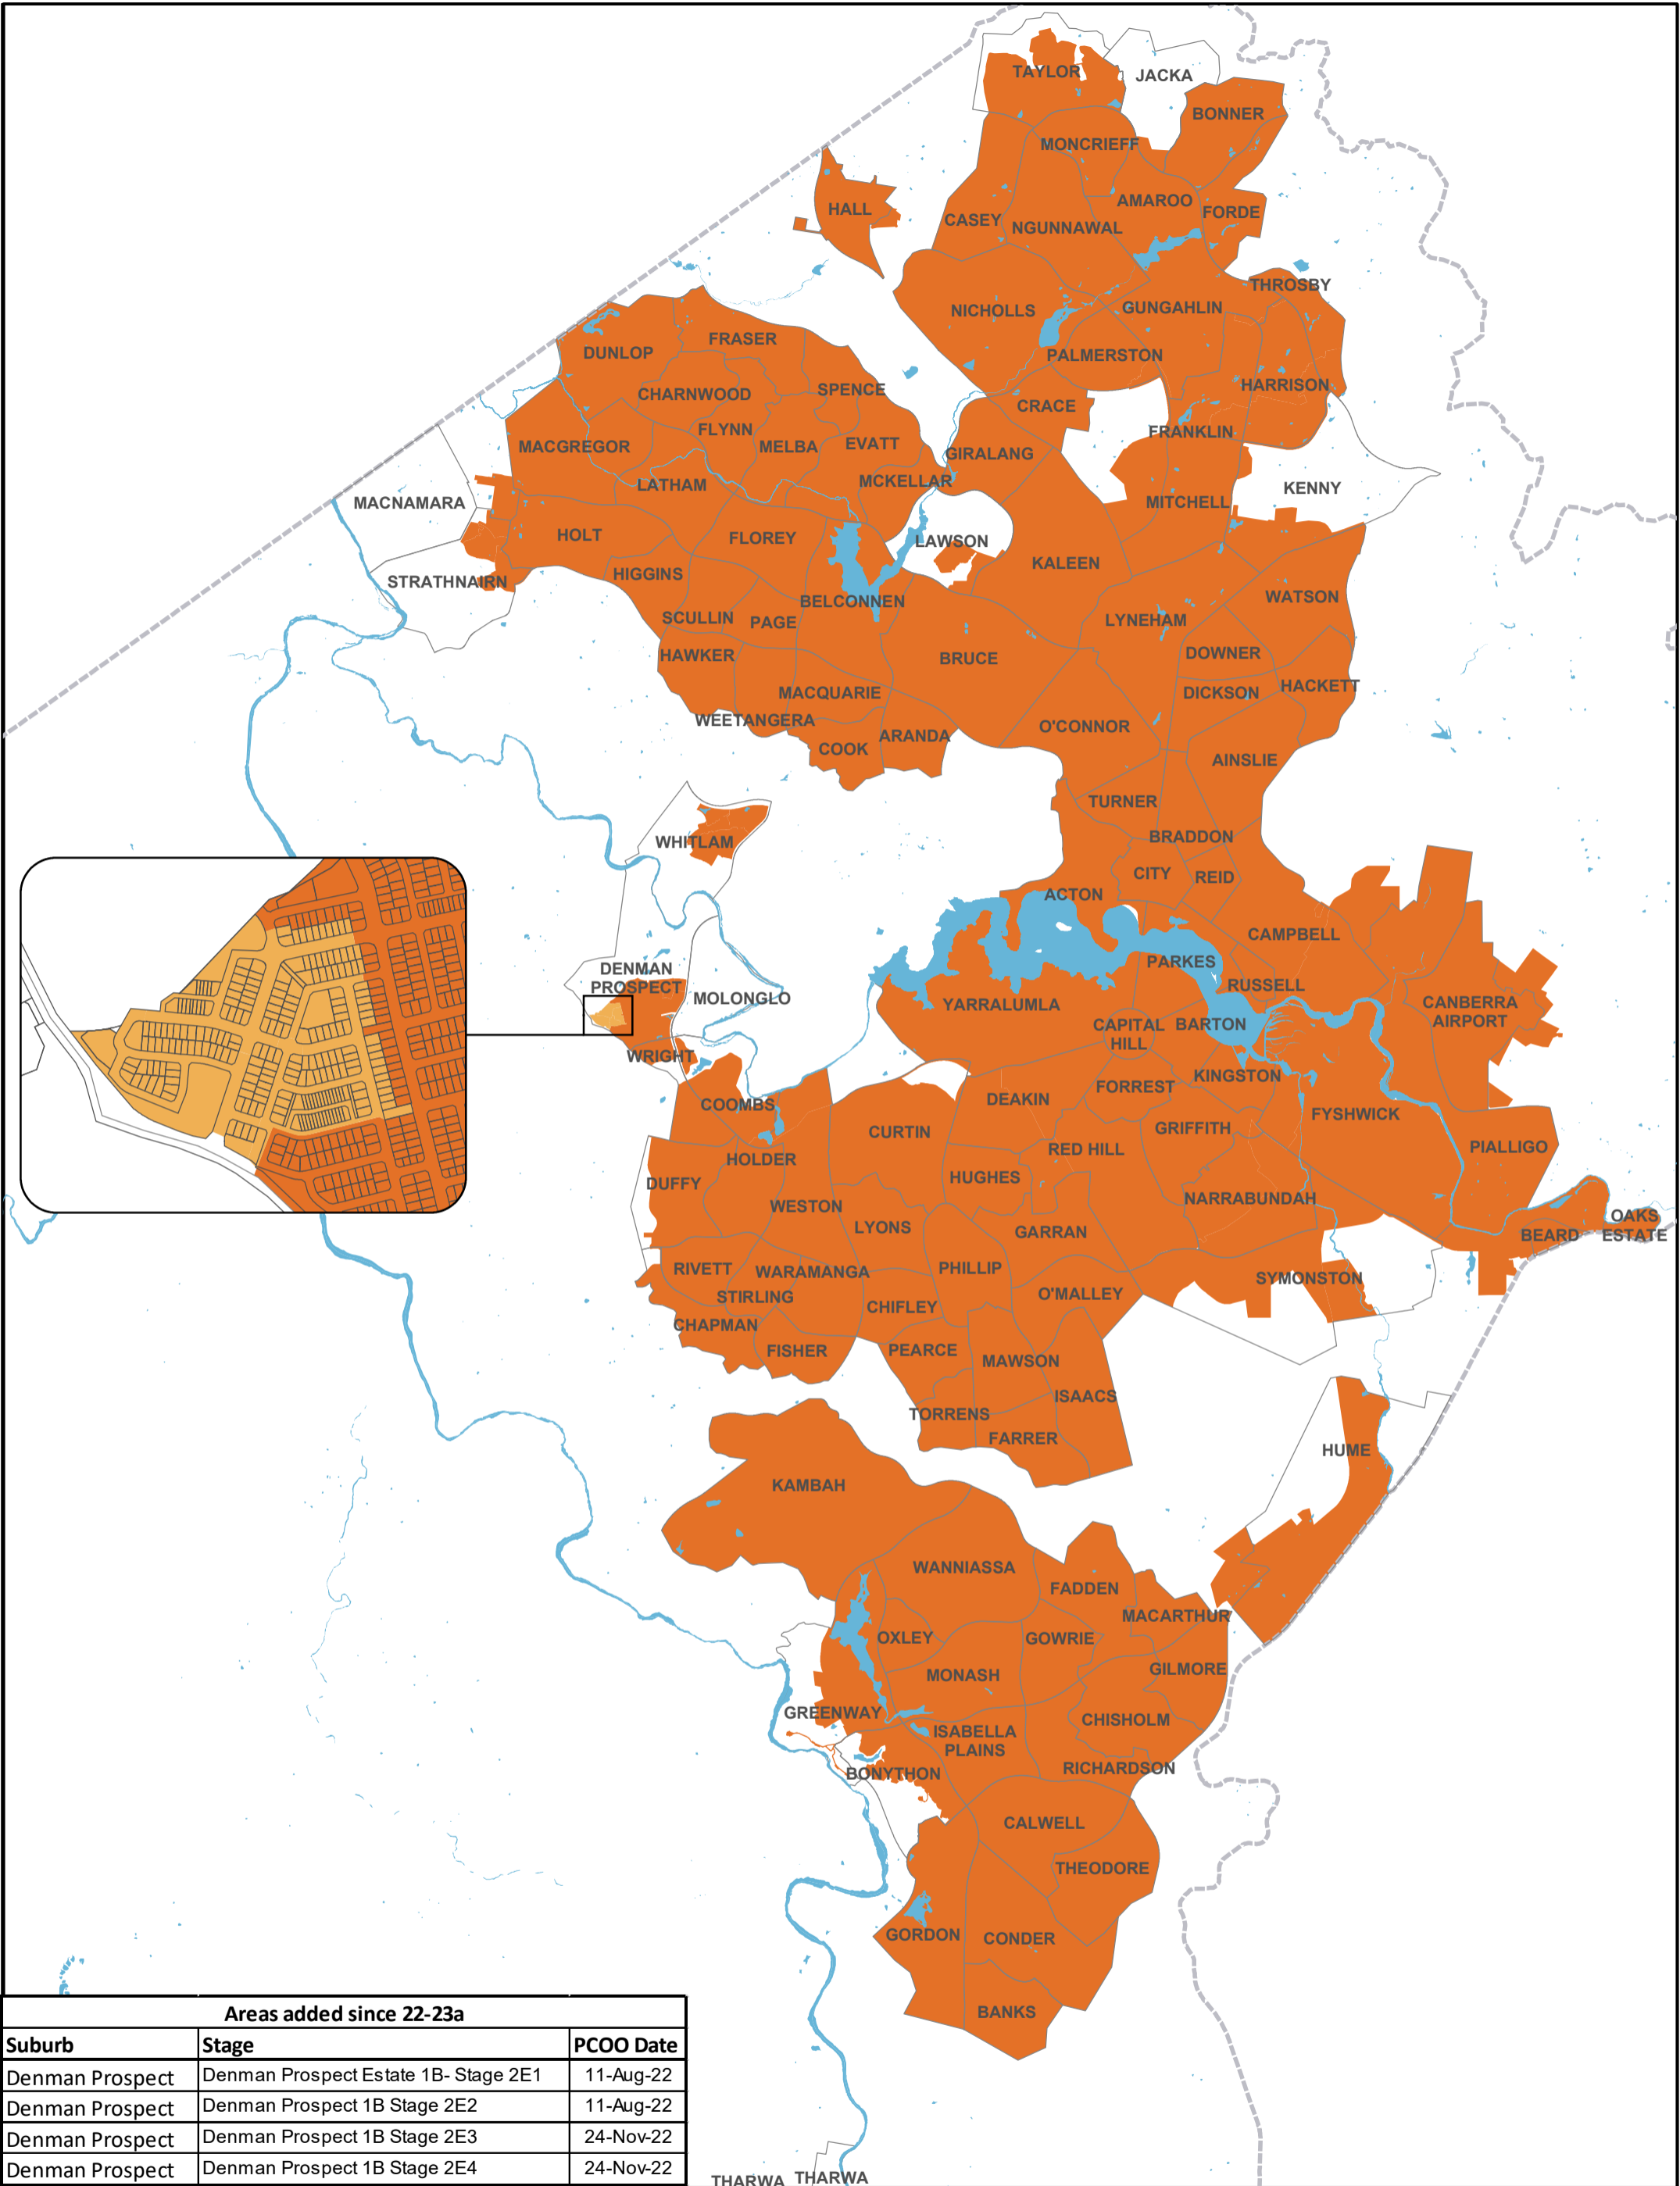 TAYLOR
JACKA
BONNER
MONCRIEFF
HALL
CASEY
NGUNNAWAL
AMAROO
FORDE
THROSBY
NICHOLLS
GUNGAHLIN
DUNLOP
FRASER
PALMERSTON
CHARNWOOD
SPENCE
CRACE
HARRISON
MACGREGOR
FLYNN
MELBA
EVATT
GIRALANG
FRANKLIN
MACNAMARA
LATHAM
MCKELLAR
MITCHELL
KENNY
HOLT
FLOREY
LAWSON
KALEEN
STRATHNAIRN
HIGGINS
BELCONNEN
WATSON
SCULLIN
PAGE
LYNEHAM
HAWKER
BRUCE
DOWNER
MACQUARIE
DICKSON
HACKETT
WEETANGERA
COOK
ARANDA
O'CONNOR
AINSLIE
TURNER
WHITLAM
BRADDON
CITY
REID
ACTON
CAMPBELL
DENMAN
PROSPECT
MOLONGLO
PARKES
RUSSELL
YARRALUMLA
CANBERRA
AIRPORT
CAPITAL
HILL
BARTON
WRIGHT
KINGSTON
COOMBS
DEAKIN
FORREST
FYSHWICK
CURTIN
GRIFFITH
PIALLIGO
HOLDER
RED HILL
DUFFY
HUGHES
WESTON
NARRABUNDAH
LYONS
GARRAN
OAKS
ESTATE
BEARD
RIVETT
WARAMANGA
PHILLIP
SYMONSTON
STIRLING
CHIFLEY
O'MALLEY
CHAPMAN
FISHER
PEARCE
MAWSON
ISAACS
TORRENS
FARRER
HUME
KAMBAH
WANNIASSA
FADDEN
MACARTHUR
OXLEY
GOWRIE
MONASH
GILMORE
GREENWAY
CHISHOLM
ISABELLA
PLAINS
BONYTHON
RICHARDSON
CALWELL
THEODORE
GORDON
CONDER
BANKS
Areas added since 22-23a
Suburb Stage PCOO Date
Denman Prospect Denman Prospect Estate 1B- Stage 2E1 11-Aug-22
Denman Prospect Denman Prospect 1B Stage 2E2 11-Aug-22
Denman Prospect Denman Prospect 1B Stage 2E3 24-Nov-22
Denman Prospect Denman Prospect 1B Stage 2E4 24-Nov-22
THARWA THARWA